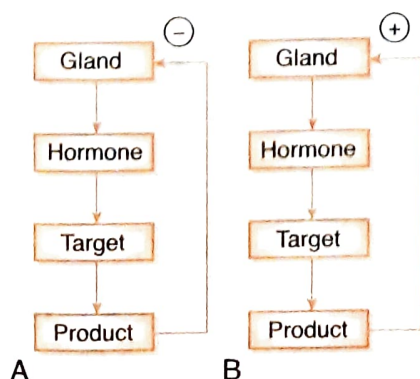 −
Gland
Hormone
Target
Product
A
+
Gland
Hormone
Target
Product
B